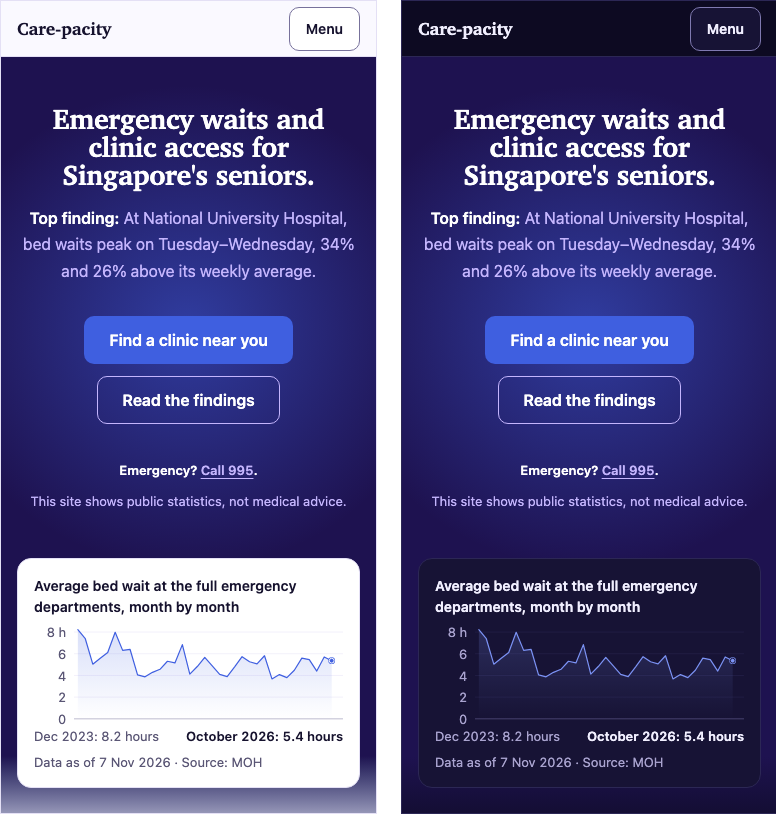 Care-pacity
Menu
Emergency waits and
clinic access for
Singapore's seniors.
Top finding: At National University Hospital,
bed waits peak on Tuesday–Wednesday, 34%
and 26% above its weekly average.
Find a clinic near you
Read the findings
Emergency? Call 995.
This site shows public statistics, not medical advice.
Average bed wait at the full emergency
departments, month by month
8 h
6
4
2
0
Dec 2023: 8.2 hours
October 2026: 5.4 hours
Data as of 7 Nov 2026 · Source: MOH
Care-pacity
Menu
Emergency waits and
clinic access for
Singapore's seniors.
Top finding: At National University Hospital,
bed waits peak on Tuesday–Wednesday, 34%
and 26% above its weekly average.
Find a clinic near you
Read the findings
Emergency? Call 995.
This site shows public statistics, not medical advice.
Average bed wait at the full emergency
departments, month by month
8 h
6
4
2
0
Dec 2023: 8.2 hours
October 2026: 5.4 hours
Data as of 7 Nov 2026 · Source: MOH